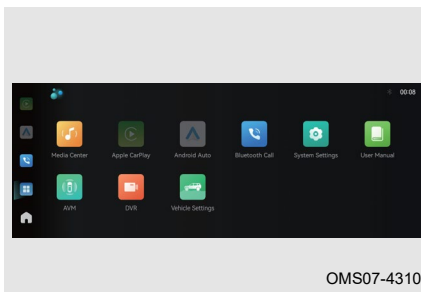 00:08
Media Center Apple CarPlay Android Auto Bluetooth Call System Settings User Manual
AVM DVR Vehicle Settings
OMS07-4310